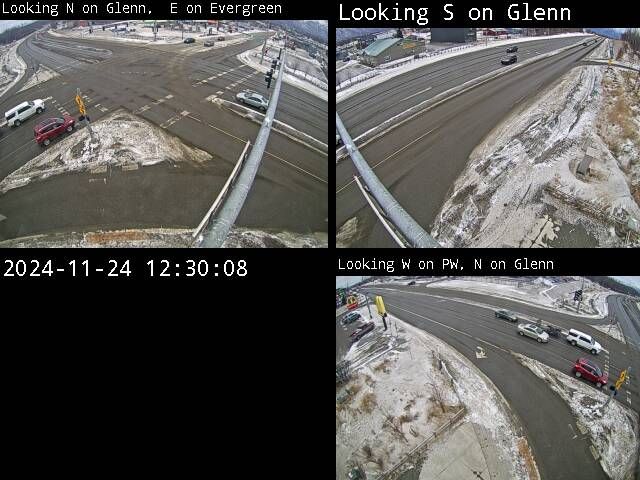 Looking N on Glenn,  E on Evergreen
Looking S on Glenn
2024-11-24 12:30:08
Looking W on PW, N on Glenn